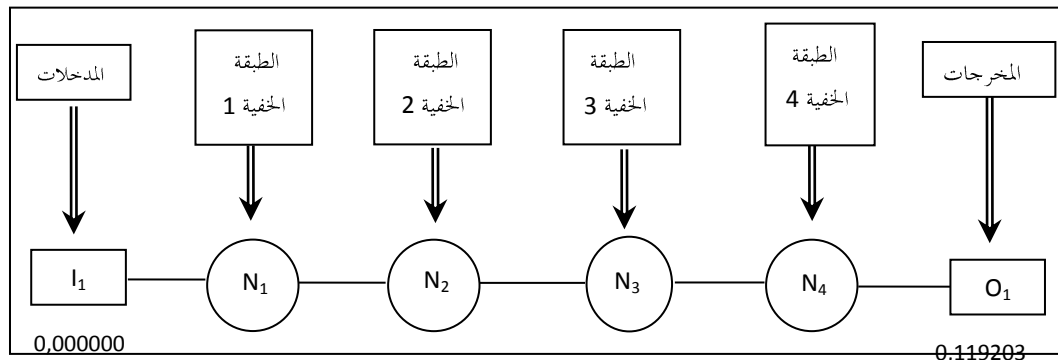 المدخلات
الطبقة
الخفية 1
الطبقة
الخفية 2
الطبقة
الخفية 3
الطبقة
الخفية 4
المخرجات
I₁
N₁
N₂
N₃
N₄
O₁
0,000000
0,119203